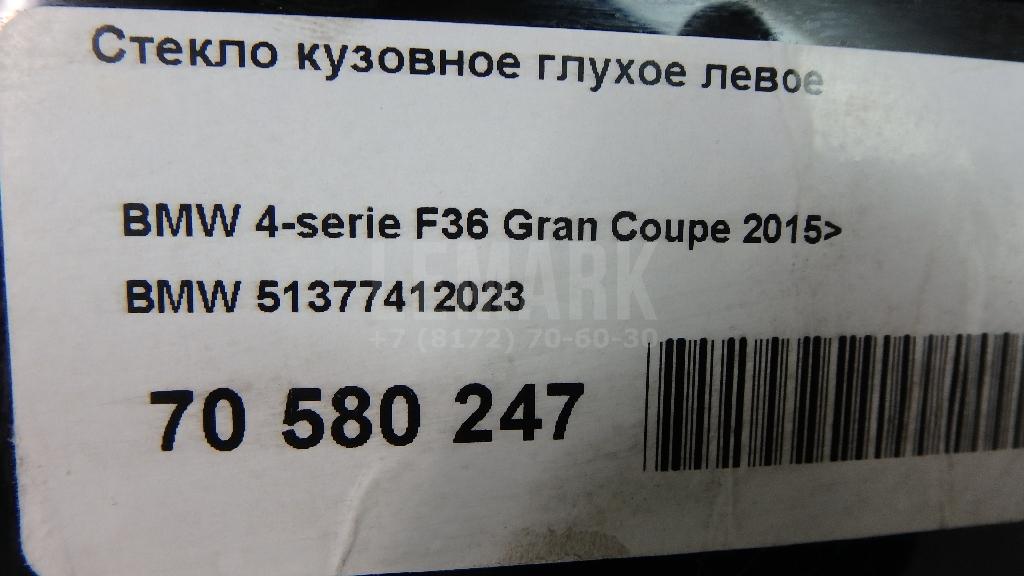 Стекло кузовное глухое левое
BMW 4-serie F36 Gran Coupe 2015>
LEMARK
BMW 51377412023
+7 (8172) 70-60-30
70 580 247